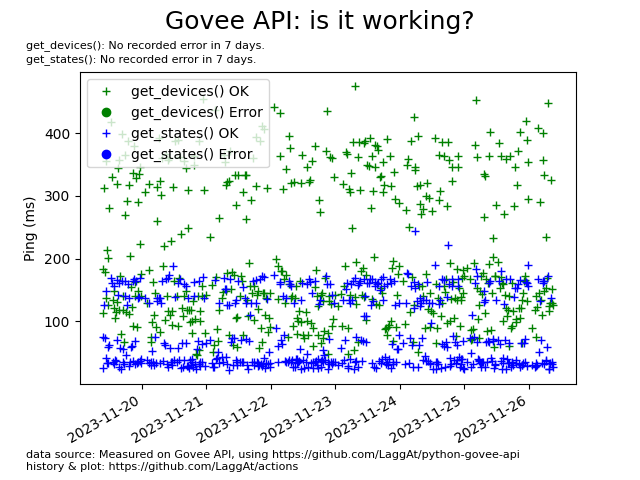 Govee API: is it working?
get_devices(): No recorded error in 7 days.
get_states(): No recorded error in 7 days.
get_devices() OK
get_devices() Error
get_states() OK
get_states() Error
Ping (ms)
400
300
200
100
2023-11-20
2023-11-21
2023-11-22
2023-11-23
2023-11-24
2023-11-25
2023-11-26
data source: Measured on Govee API, using https://github.com/LaggAt/python-govee-api
history & plot: https://github.com/LaggAt/actions